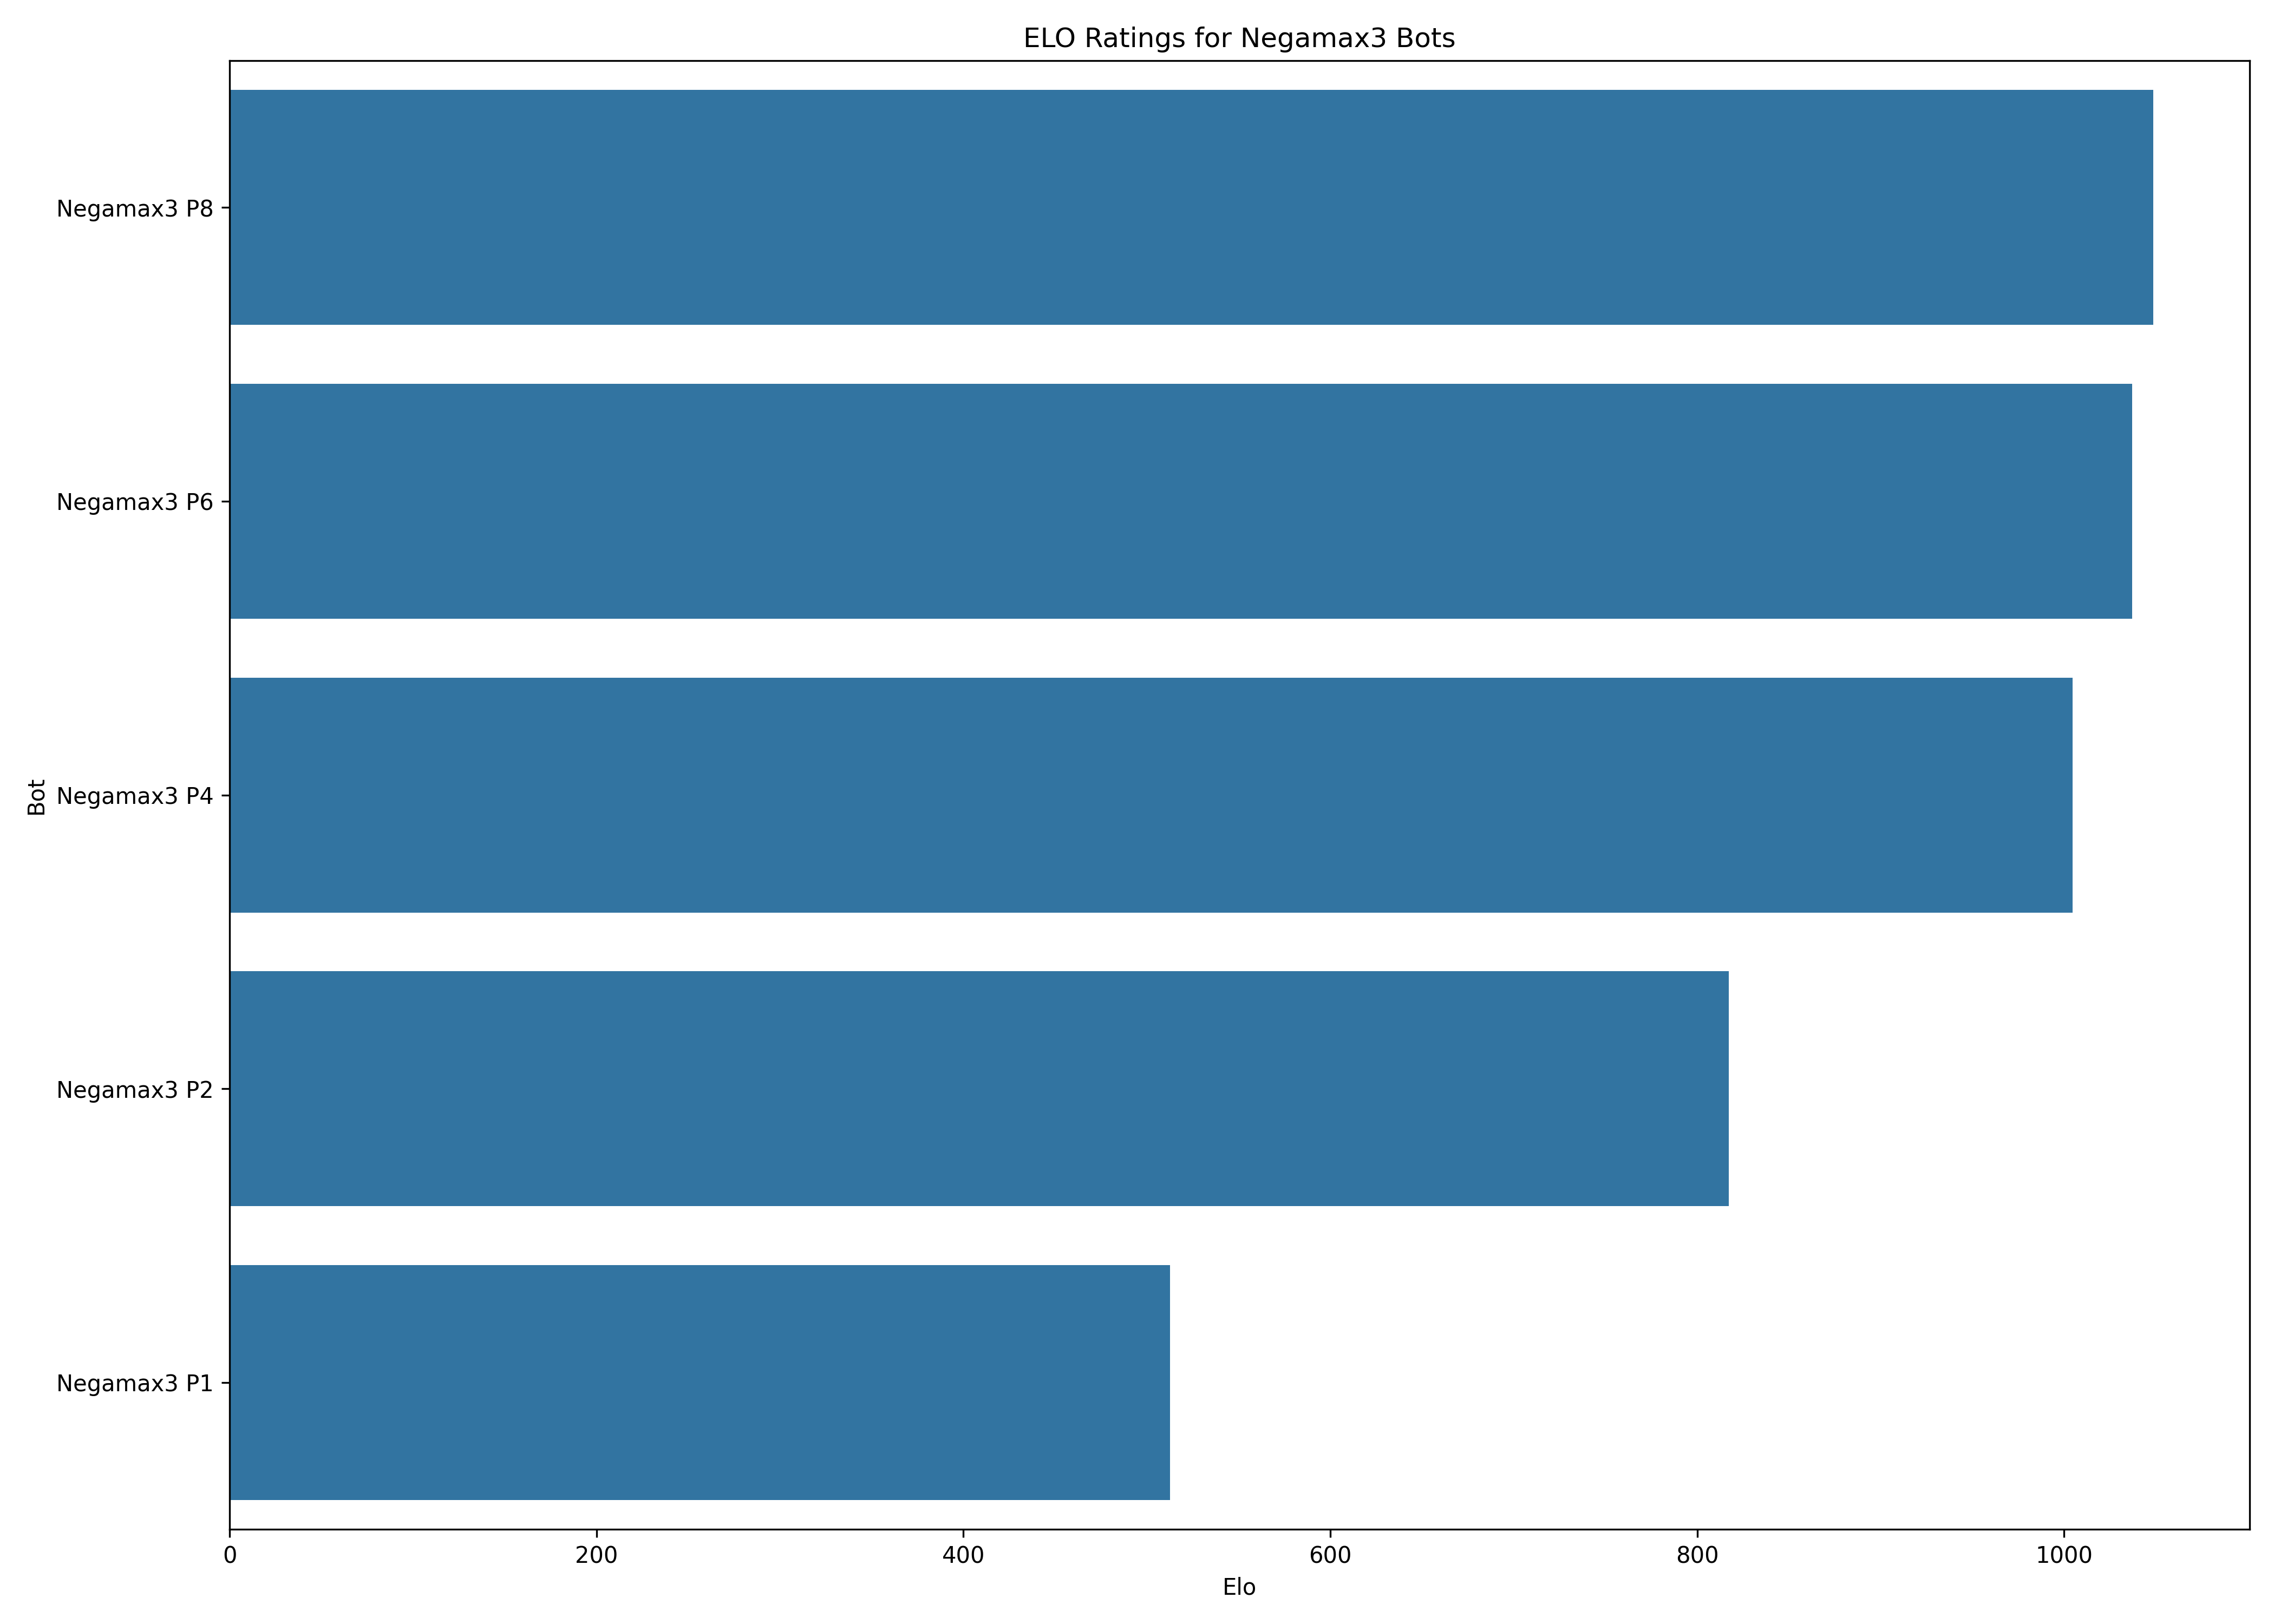 ELO Ratings for Negamax3 Bots
Negamax3 P8
Negamax3 P6
Negamax3 P4
Negamax3 P2
Negamax3 P1
Bot
0 200 400 600 800 1000
Elo